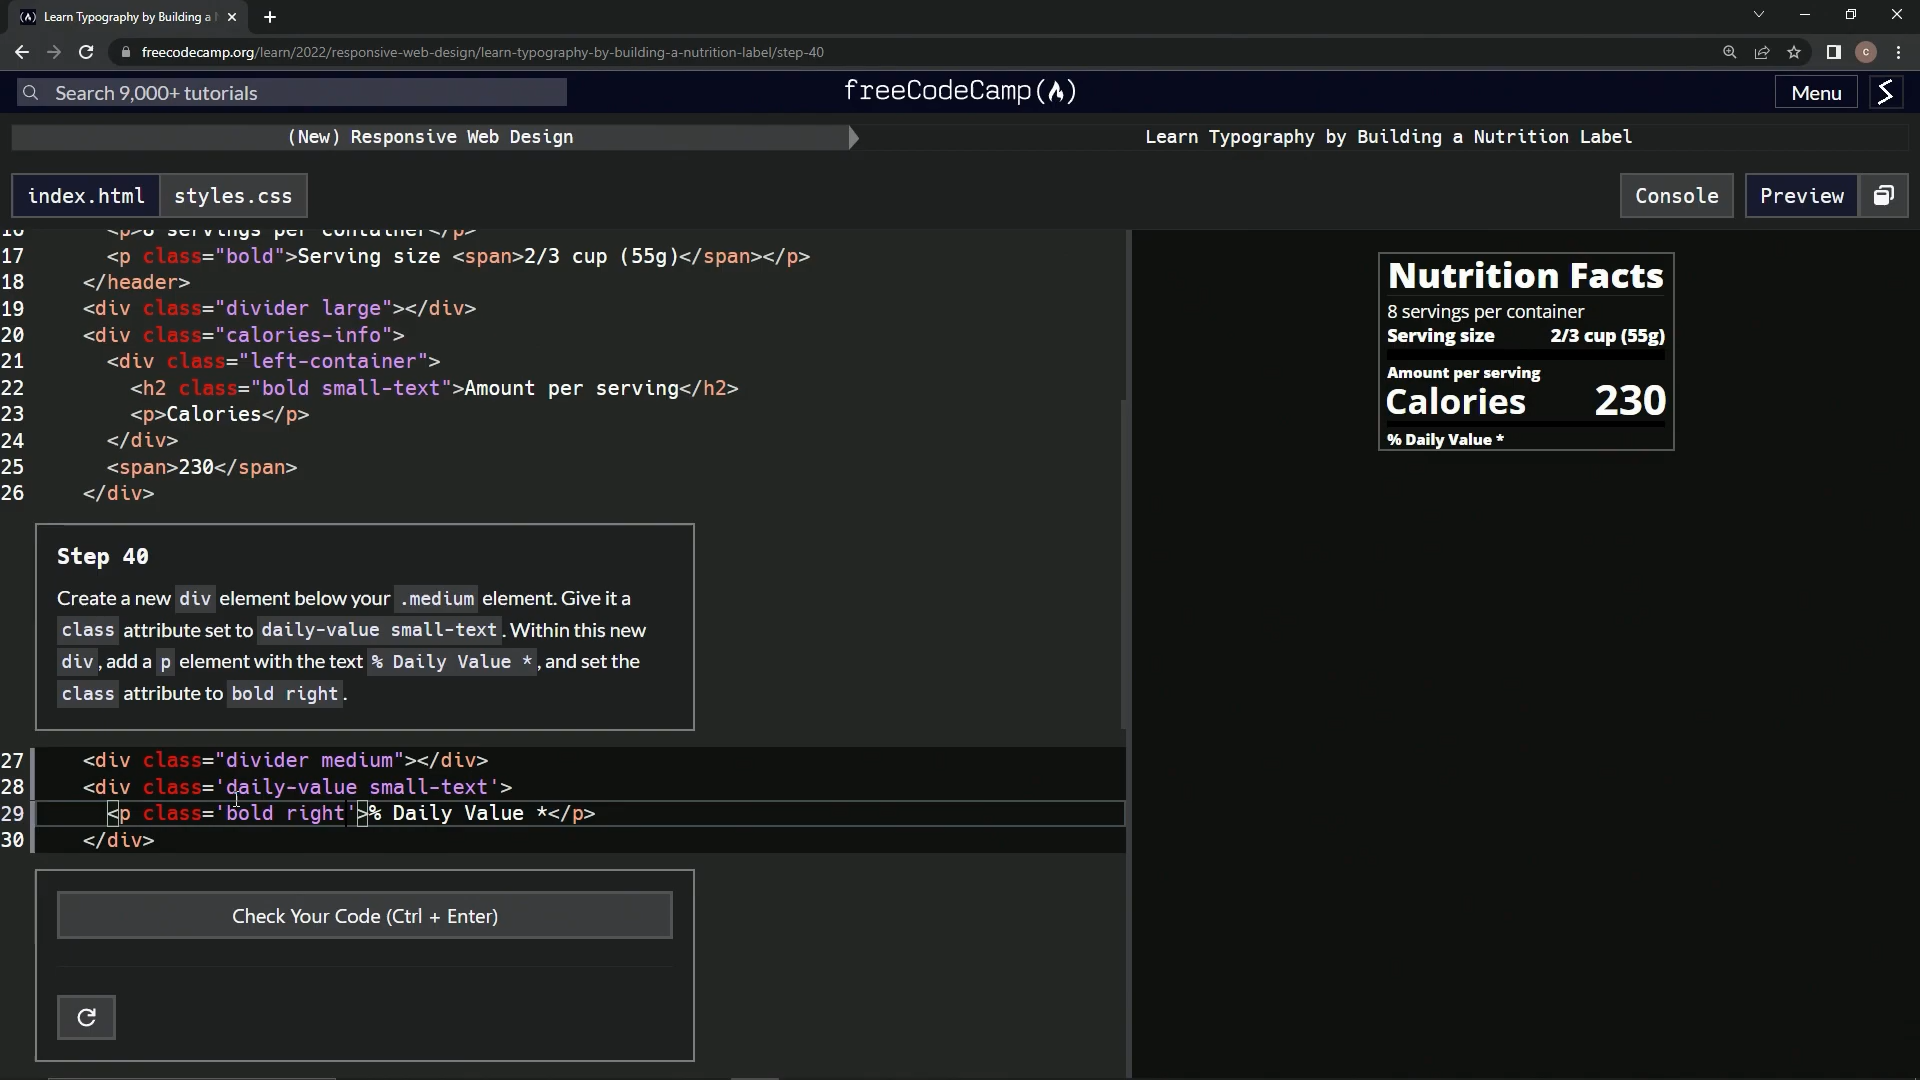 Learn Typography by Building a
freecodecamp.org/learn/2022/responsive-web-design/learn-typography-by-building-a-nutrition-label/step-40
c
Search 9,000+ tutorials
freeCodeCamp(🔥)
Menu
(New) Responsive Web Design
Learn Typography by Building a Nutrition Label
index.html
styles.css
Console
Preview
16 <p>8 servings per container</p>
17 <p class="bold">Serving size <span>2/3 cup (55g)</span></p>
18 </header>
19 <div class="divider large"></div>
20 <div class="calories-info">
21 <div class="left-container">
22 <h2 class="bold small-text">Amount per serving</h2>
23 <p>Calories</p>
24 </div>
25 <span>230</span>
26 </div>
Step 40
Create a new div element below your .medium element. Give it a
class attribute set to daily-value small-text. Within this new
div, add a p element with the text % Daily Value *, and set the
class attribute to bold right.
27 <div class="divider medium"></div>
28 <div class='daily-value small-text'>
29 <p class='bold right'>% Daily Value *</p>
30 </div>
Check Your Code (Ctrl + Enter)
Nutrition Facts
8 servings per container
Serving size 2/3 cup (55g)
Amount per serving
Calories 230
% Daily Value *